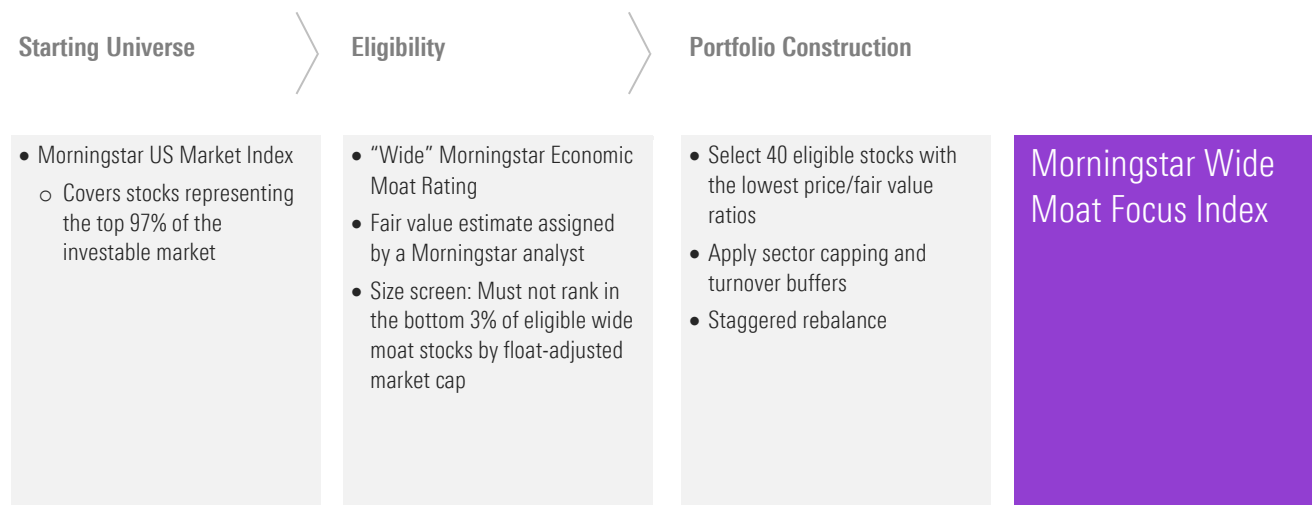 Starting Universe
Eligibility
Portfolio Construction
• Morningstar US Market Index
o Covers stocks representing
the top 97% of the
investable market
• “Wide” Morningstar Economic
Moat Rating
• Fair value estimate assigned
by a Morningstar analyst
• Size screen: Must not rank in
the bottom 3% of eligible wide
moat stocks by float-adjusted
market cap
• Select 40 eligible stocks with
the lowest price/fair value
ratios
• Apply sector capping and
turnover buffers
• Staggered rebalance
Morningstar Wide
Moat Focus Index